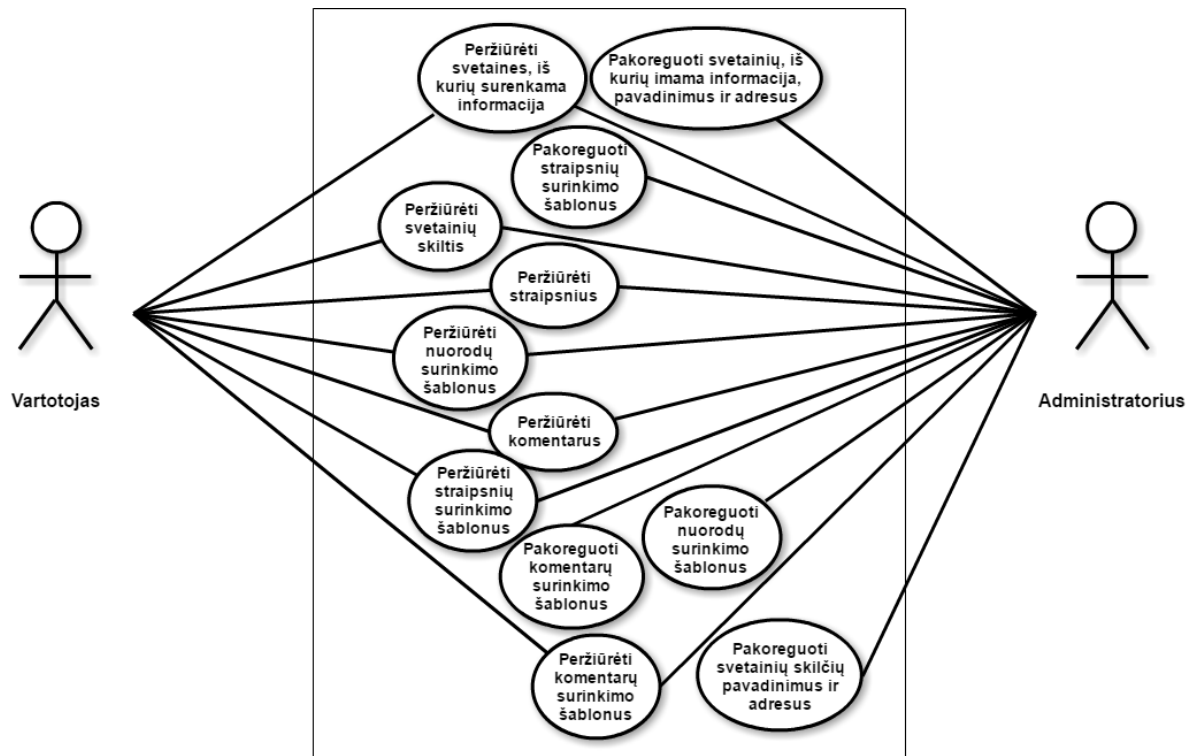 Peržiūrėti
svetaines, iš
kurių surenkama
informacija
Pakoreguoti svetainių, iš
kurių imama informacija,
pavadinimus ir adresus
Pakoreguoti
straipsnių
surinkimo
šablonus
Peržiūrėti
svetainių
skiltis
Peržiūrėti
straipsnius
Peržiūrėti
nuorodų
surinkimo
šablonus
Vartotojas
Administratorius
Peržiūrėti
komentarus
Peržiūrėti
straipsnių
surinkimo
šablonus
Pakoreguoti
nuorodų
surinkimo
šablonus
Pakoreguoti
komentarų
surinkimo
šablonus
Peržiūrėti
komentarų
surinkimo
šablonus
Pakoreguoti
svetainių skilčių
pavadinimus ir
adresus